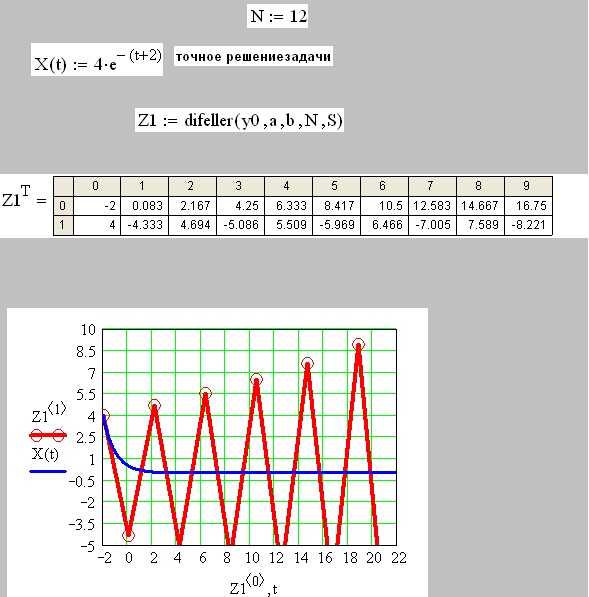 N := 12
X(t) := 4·e^-(t+2) точное решениезадачи
Z1 := difeller(y0,a,b,N,S)
Z1^T =
0 1 2 3 4 5 6 7 8 9
0 -2 0.083 2.167 4.25 6.333 8.417 10.5 12.583 14.667 16.75
1 4 -4.333 4.694 -5.086 5.509 -5.969 6.466 -7.005 7.589 -8.221
10
8.5
7
5.5
4
2.5
1
-0.5
-2
-3.5
-5
Z1^⟨1⟩
X(t)
-2 0 2 4 6 8 10 12 14 16 18 20 22
Z1^⟨0⟩,t